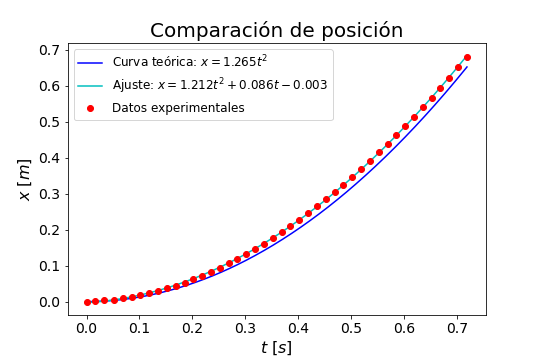 Comparación de posición
Curva teórica: x = 1.265t²
Ajuste: x = 1.212t² + 0.086t − 0.003
Datos experimentales
0.7
0.6
0.5
0.4
0.3
0.2
0.1
0.0
x [m]
0.0 0.1 0.2 0.3 0.4 0.5 0.6 0.7
t [s]